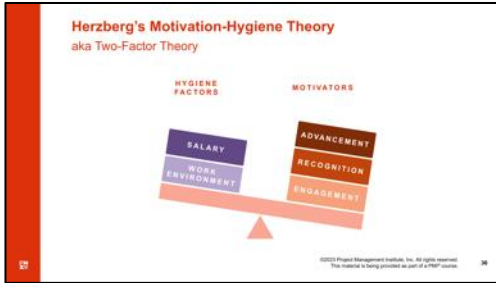 Herzberg's Motivation-Hygiene Theory
aka Two-Factor Theory
HYGIENE
FACTORS
MOTIVATORS
SALARY
WORK
ENVIRONMENT
ADVANCEMENT
RECOGNITION
ENGAGEMENT
©2023 Project Management Institute, Inc. All rights reserved.
This material is being provided as part of a PMP® course.
36